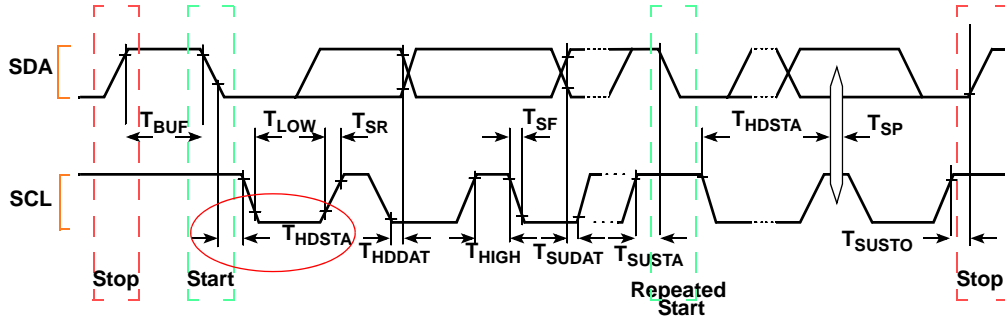 SDA
TBUF
TLOW
TSR
TSF
THDSTA
TSP
SCL
THDSTA
THDDAT
THIGH
TSUDAT
TSUSTA
TSUSTO
Stop
Start
Repeated
Start
Stop